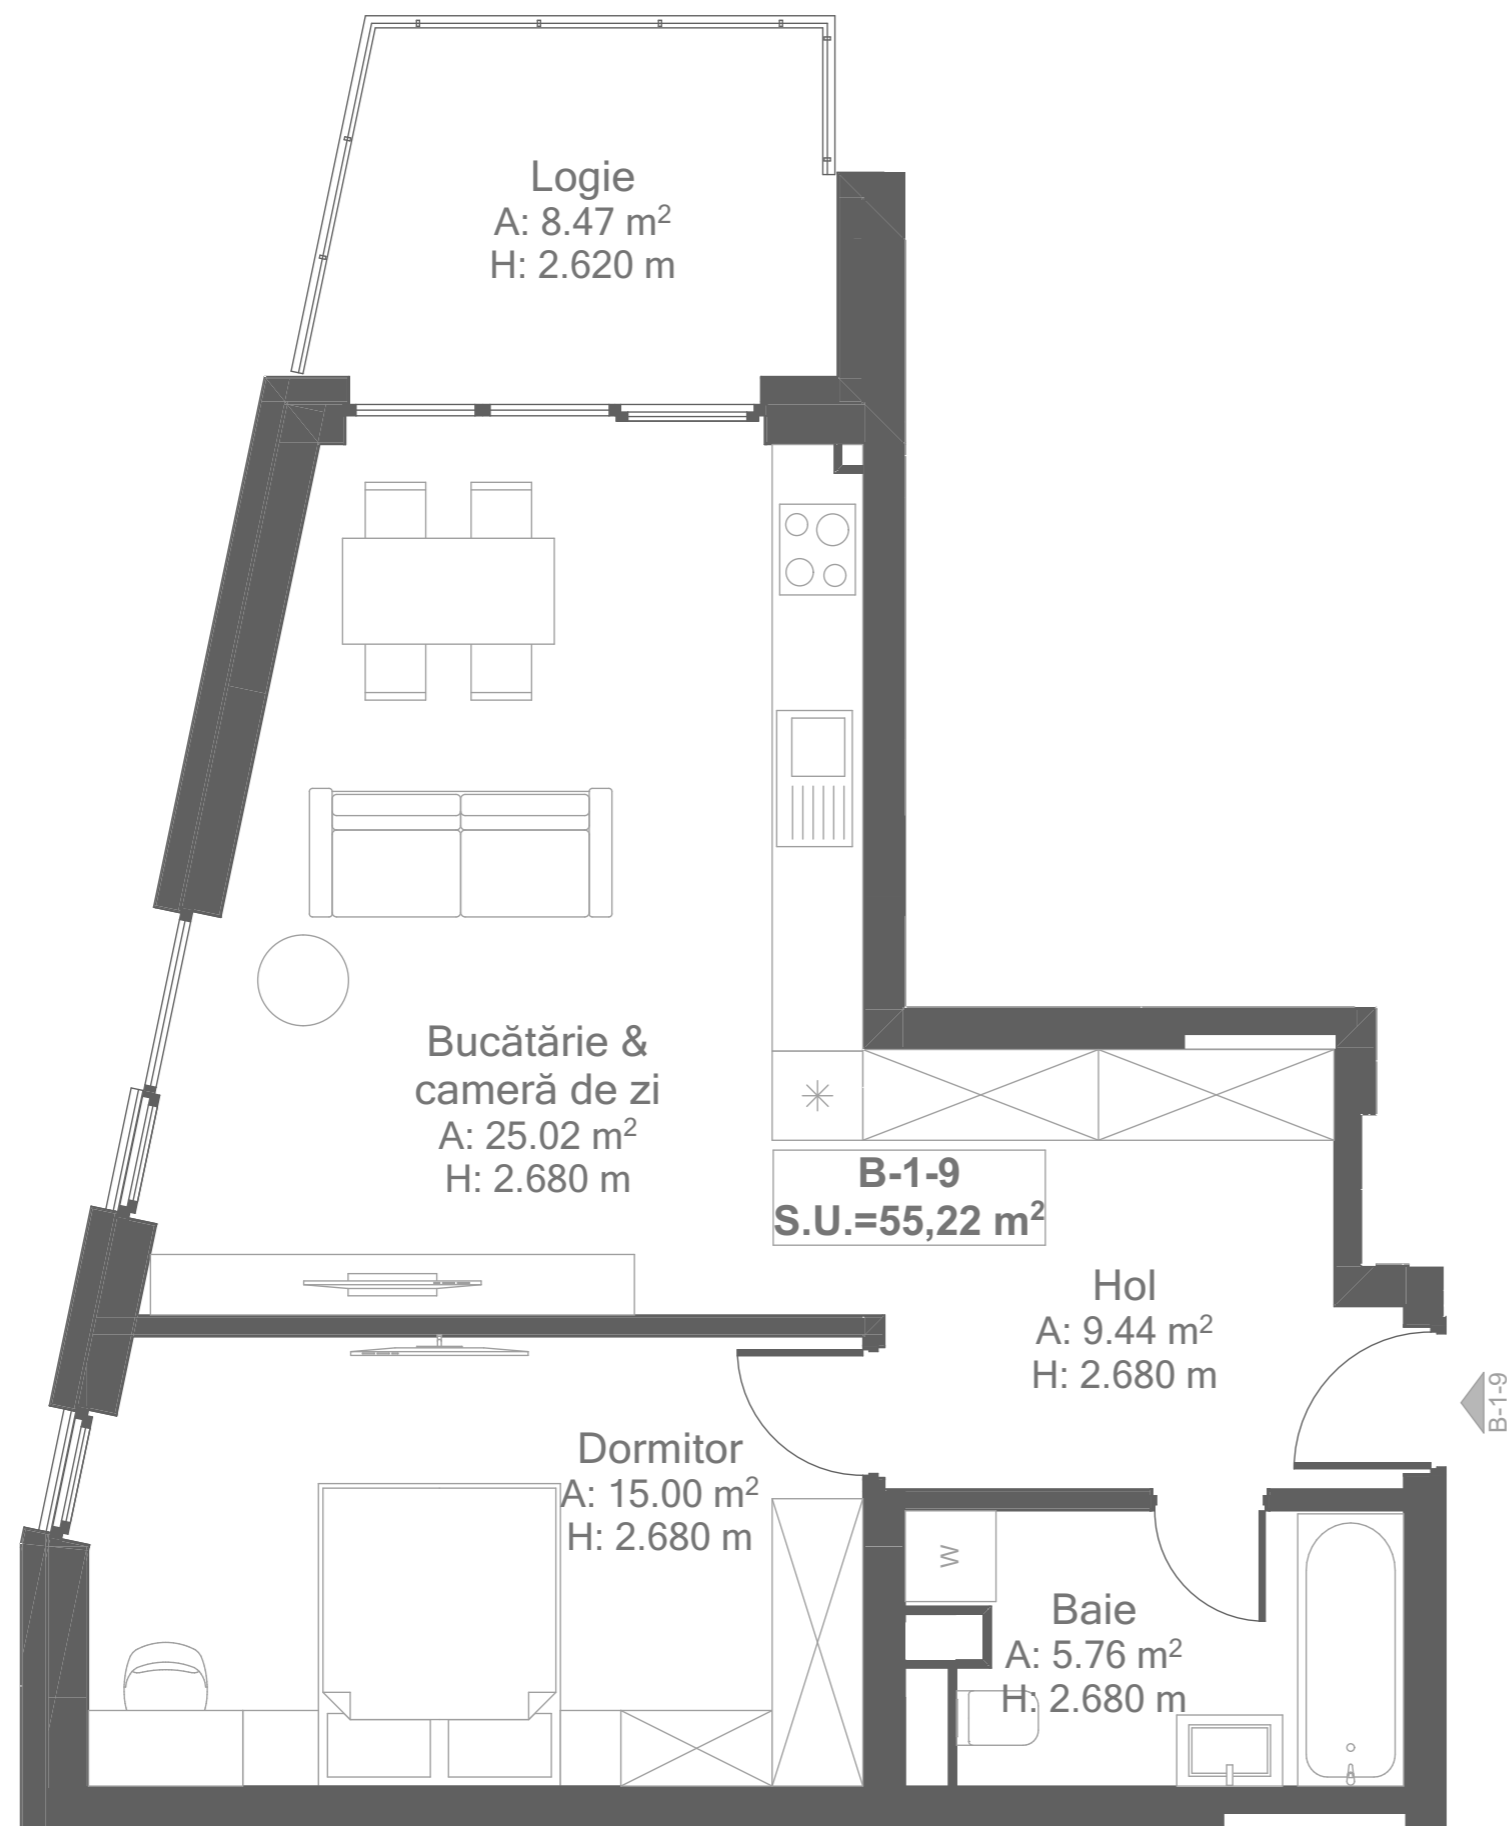 Logie
A: 8.47 m²
H: 2.620 m
Bucătărie &
cameră de zi
A: 25.02 m²
H: 2.680 m
B-1-9
S.U.=55,22 m²
Hol
A: 9.44 m²
H: 2.680 m
B-1-9
Dormitor
A: 15.00 m²
H: 2.680 m
W
Baie
A: 5.76 m²
H: 2.680 m